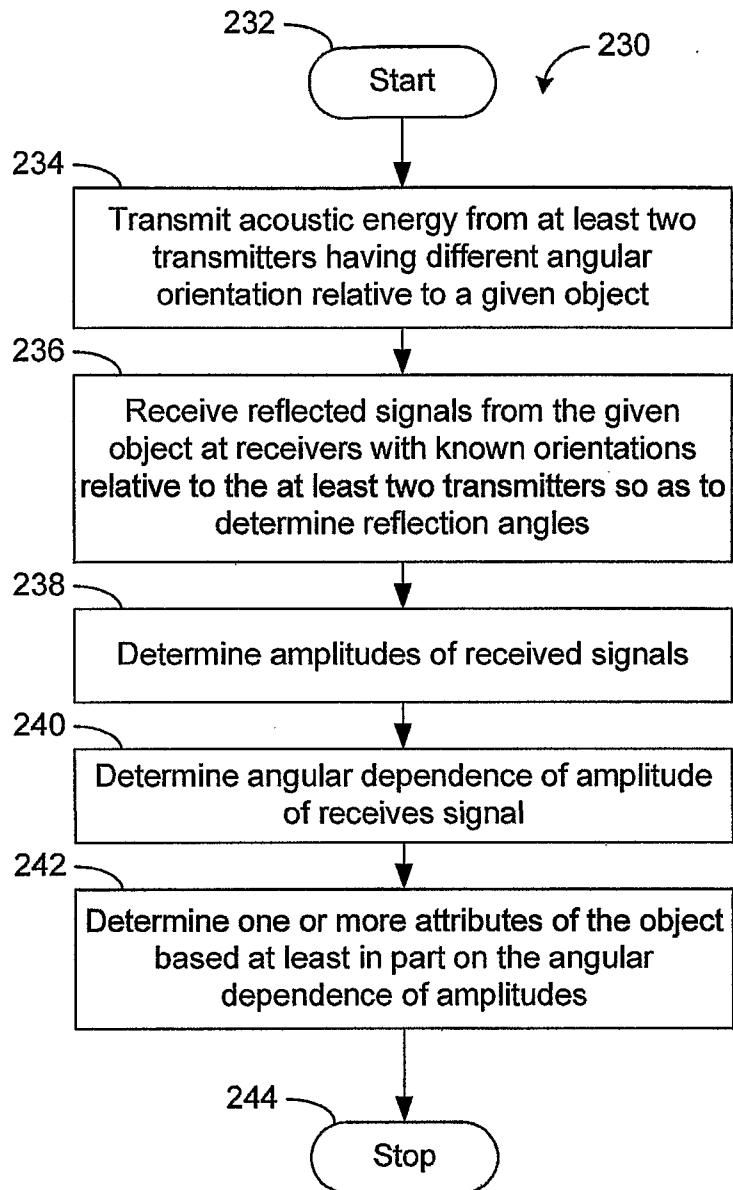 232
Start
230
234
Transmit acoustic energy from at least two
transmitters having different angular
orientation relative to a given object
236
Receive reflected signals from the given
object at receivers with known orientations
relative to the at least two transmitters so as to
determine reflection angles
238
Determine amplitudes of received signals
240
Determine angular dependence of amplitude
of receives signal
242
Determine one or more attributes of the object
based at least in part on the angular
dependence of amplitudes
244
Stop